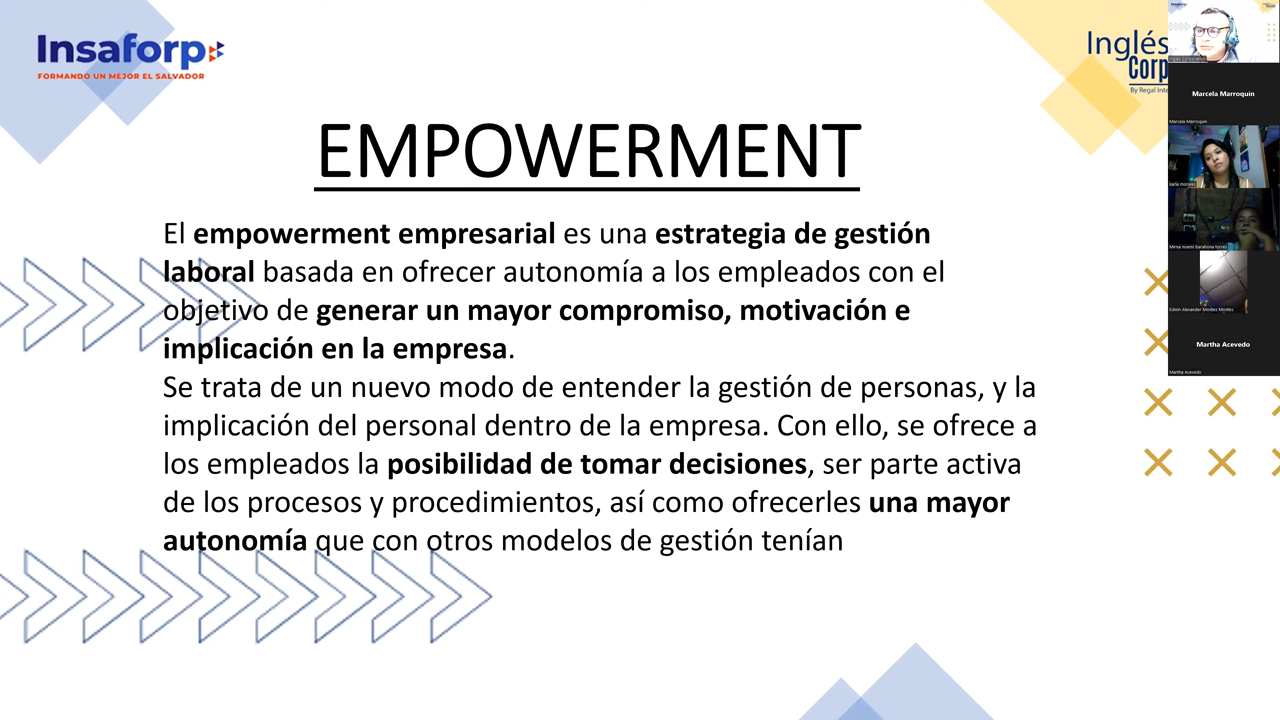 Insaforp
FORMANDO UN MEJOR EL SALVADOR
Inglés
Corp
By Regal Inte
EMPOWERMENT
El empowerment empresarial es una estrategia de gestión
laboral basada en ofrecer autonomía a los empleados con el
objetivo de generar un mayor compromiso, motivación e
implicación en la empresa.
Se trata de un nuevo modo de entender la gestión de personas, y la
implicación del personal dentro de la empresa. Con ello, se ofrece a
los empleados la posibilidad de tomar decisiones, ser parte activa
de los procesos y procedimientos, así como ofrecerles una mayor
autonomía que con otros modelos de gestión tenían
Marcela Marroquin
Marcela Marroquin
karla morales
Mirna noemi barahona torres
Edwin Alexander Montes Montes
Martha Acevedo
Martha Acevedo